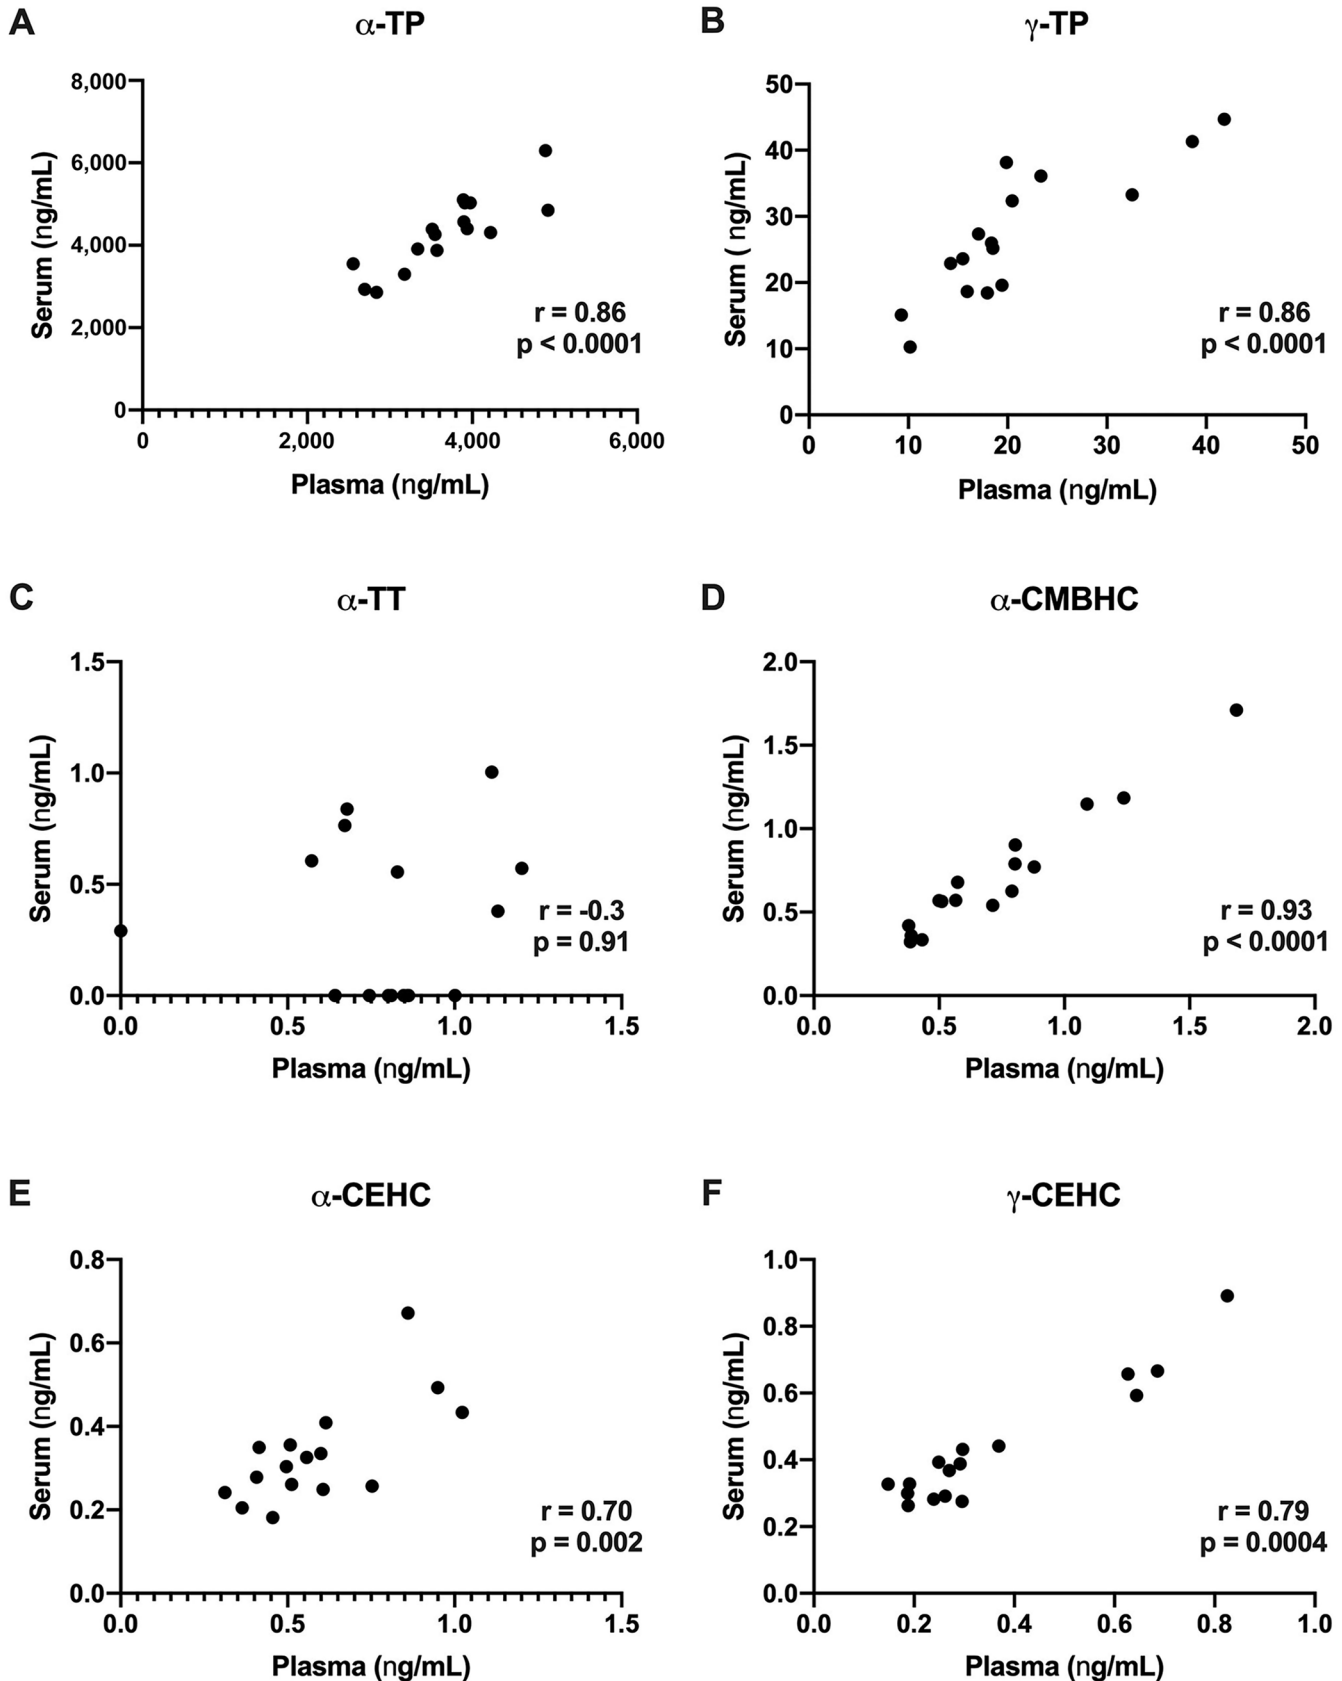 A
α-TP
8,000
6,000
4,000
2,000
0
Serum (ng/mL)
0 2,000 4,000 6,000
Plasma (ng/mL)
r = 0.86
p < 0.0001
B
γ-TP
50
40
30
20
10
0
Serum ( ng/mL)
0 10 20 30 40 50
Plasma (ng/mL)
r = 0.86
p < 0.0001
C
α-TT
1.5
1.0
0.5
0.0
Serum (ng/mL)
0.0 0.5 1.0 1.5
Plasma (ng/mL)
r = -0.3
p = 0.91
D
α-CMBHC
2.0
1.5
1.0
0.5
0.0
Serum (ng/mL)
0.0 0.5 1.0 1.5 2.0
Plasma (ng/mL)
r = 0.93
p < 0.0001
E
α-CEHC
0.8
0.6
0.4
0.2
0.0
Serum (ng/mL)
0.0 0.5 1.0 1.5
Plasma (ng/mL)
r = 0.70
p = 0.002
F
γ-CEHC
1.0
0.8
0.6
0.4
0.2
0.0
Serum (ng/mL)
0.0 0.2 0.4 0.6 0.8 1.0
Plasma (ng/mL)
r = 0.79
p = 0.0004